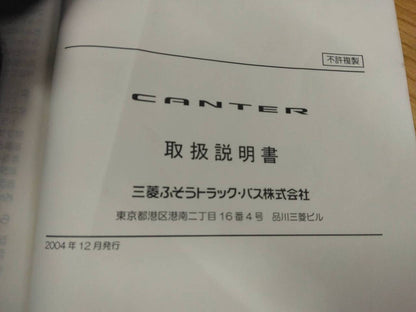 不許複製
CANTER
取扱説明書
三菱ふそうトラック・バス株式会社
東京都港区港南二丁目16番4号 品川三菱ビル
2004年12月発行